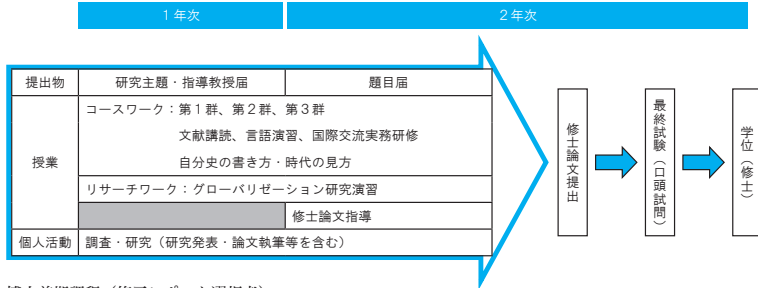 1年次
2年次
提出物
研究主題・指導教授届
題目届
授業
コースワーク：第1群、第2群、第3群
文献講読、言語演習、国際交流実務研修
自分史の書き方・時代の見方
リサーチワーク：グローバリゼーション研究演習
修士論文指導
個人活動
調査・研究（研究発表・論文執筆等を含む）
修士論文提出
最終試験（口頭試問）
学位（修士）